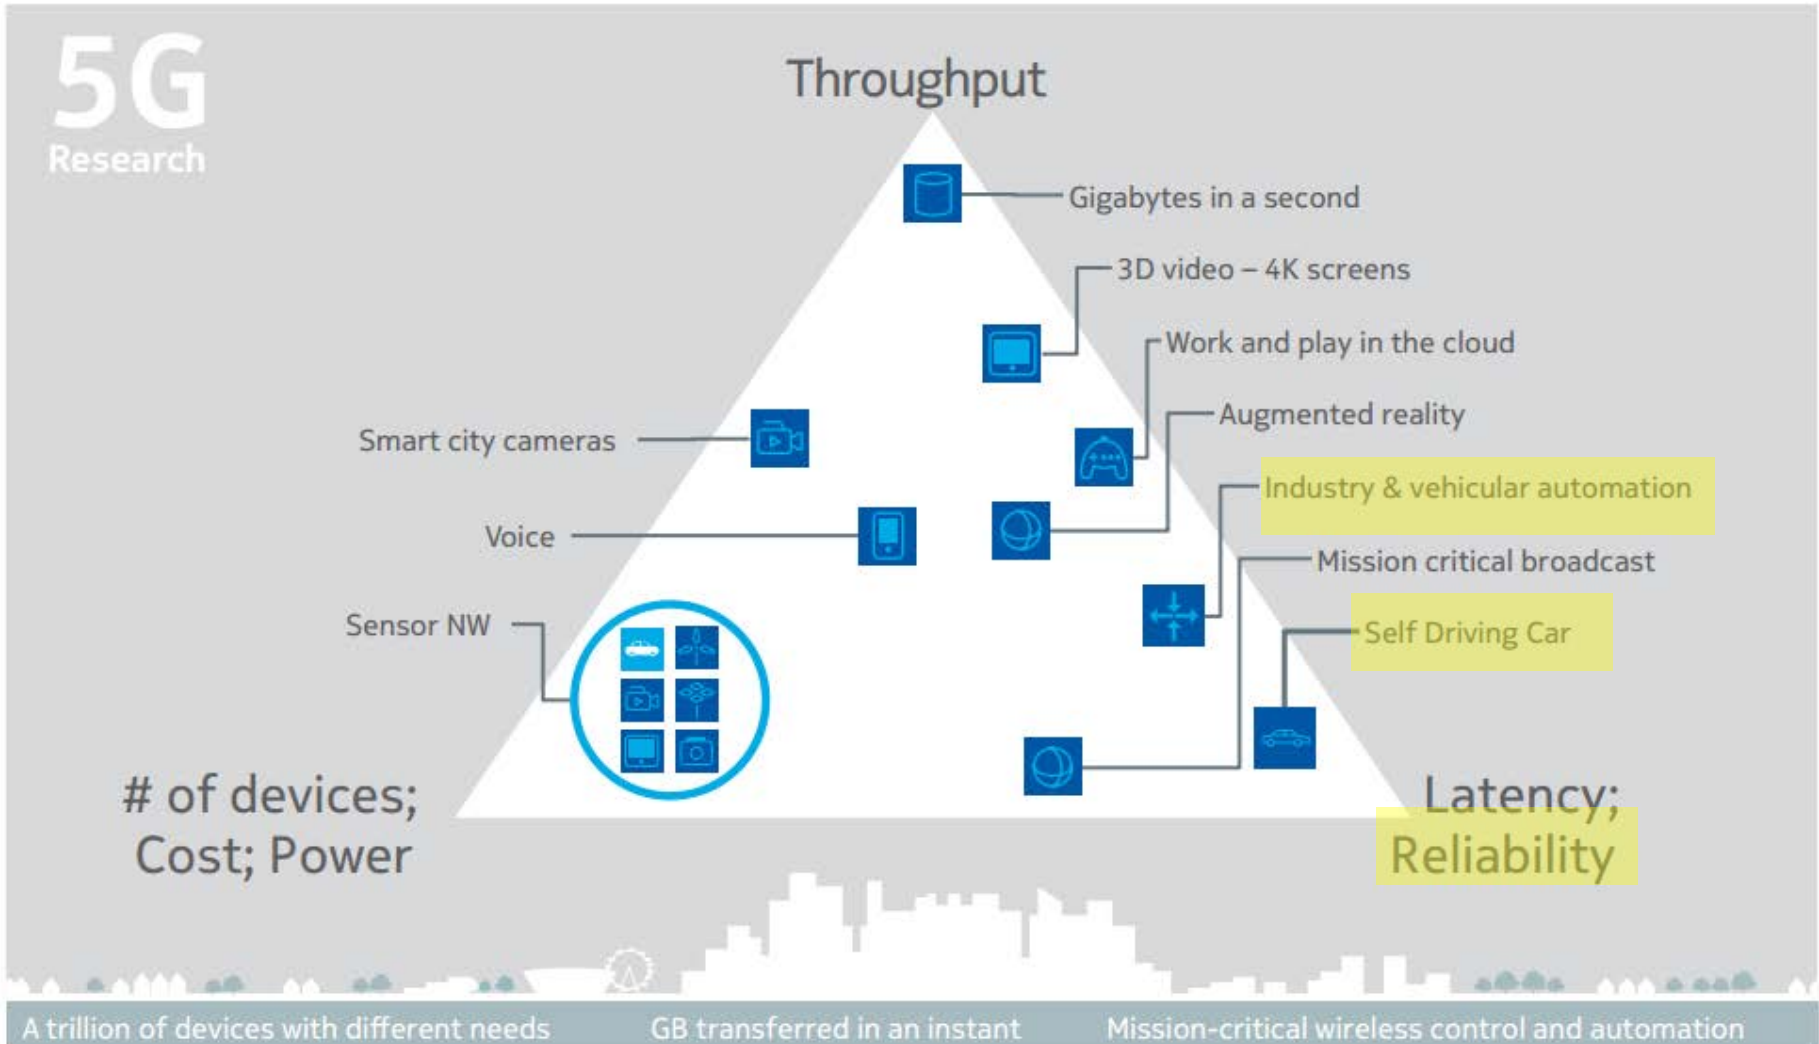 5G
Research
Throughput
Gigabytes in a second
3D video – 4K screens
Work and play in the cloud
Augmented reality
Smart city cameras
Industry & vehicular automation
Voice
Mission critical broadcast
Sensor NW
Self Driving Car
# of devices;
Cost; Power
Latency;
Reliability
A trillion of devices with different needs
GB transferred in an instant
Mission-critical wireless control and automation